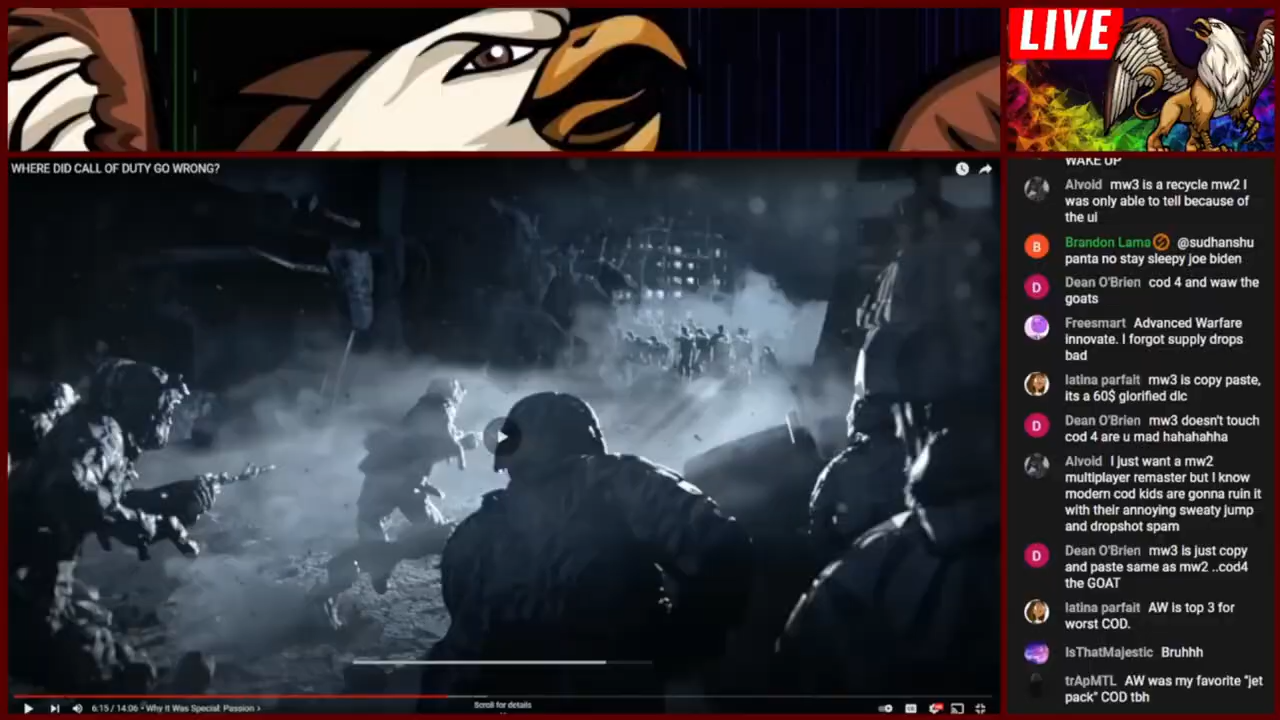 LIVE
WHERE DID CALL OF DUTY GO WRONG?
WAKE UP
Alvoid mw3 is a recycle mw2 I
was only able to tell because of
the ui
B
Brandon Lama @sudhanshu
panta no stay sleepy joe biden
D
Dean O'Brien cod 4 and waw the
goats
Freesmart Advanced Warfare
innovate. I forgot supply drops
bad
latina parfait mw3 is copy paste,
its a 60$ glorified dlc
D
Dean O'Brien mw3 doesn't touch
cod 4 are u mad hahahahha
Alvoid I just want a mw2
multiplayer remaster but I know
modern cod kids are gonna ruin it
with their annoying sweaty jump
and dropshot spam
D
Dean O'Brien mw3 is just copy
and paste same as mw2 ..cod4
the GOAT
latina parfait AW is top 3 for
worst COD.
IsThatMajestic Bruhhh
trApMTL AW was my favorite "jet
pack" COD tbh
6:15 / 14:06 • Why It Was Special: Passion ›
Scroll for details